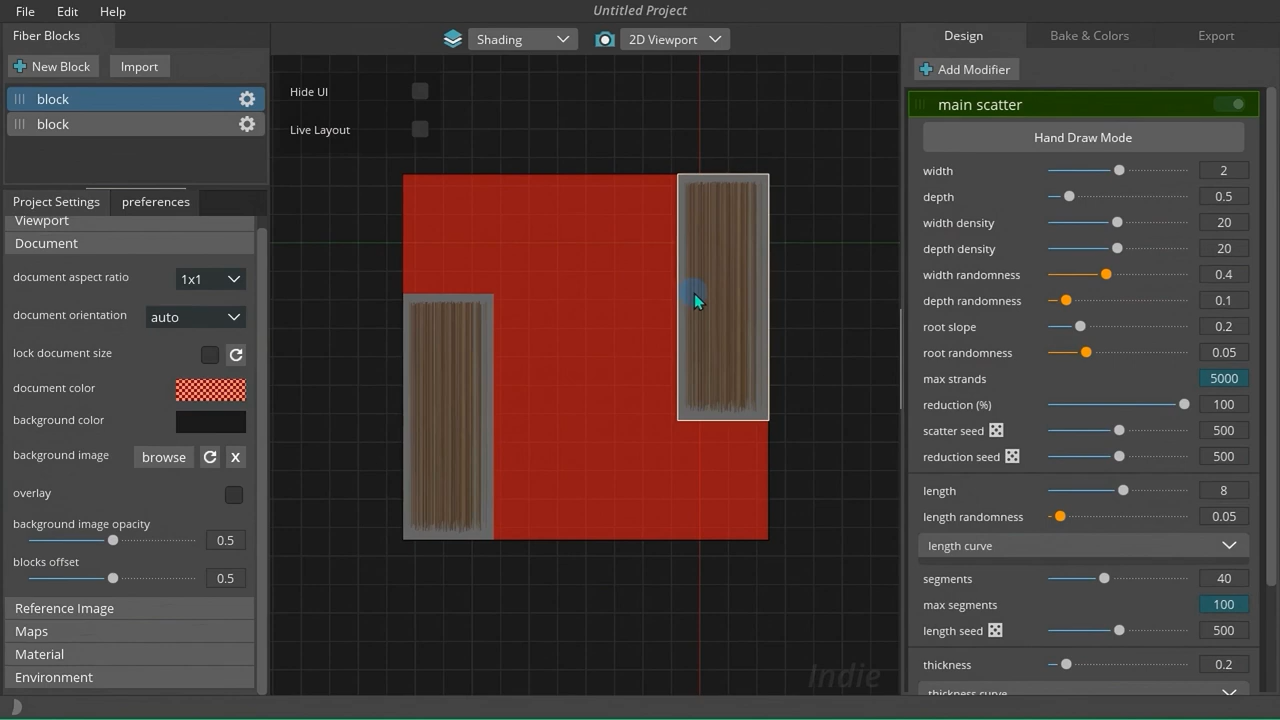 File Edit Help
Untitled Project
Fiber Blocks
New Block Import
block
block
Project Settings preferences
Viewport
Document
document aspect ratio 1x1
document orientation auto
lock document size
document color
background color
background image browse x
overlay
background image opacity
0.5
blocks offset
0.5
Reference Image
Maps
Material
Environment
Shading 2D Viewport
Hide UI
Live Layout
Indie
Design Bake & Colors Export
Add Modifier
main scatter
Hand Draw Mode
width 2
depth 0.5
width density 20
depth density 20
width randomness 0.4
depth randomness 0.1
root slope 0.2
root randomness 0.05
max strands 5000
reduction (%) 100
scatter seed 500
reduction seed 500
length 8
length randomness 0.05
length curve
segments 40
max segments 100
length seed 500
thickness 0.2
thickness curve